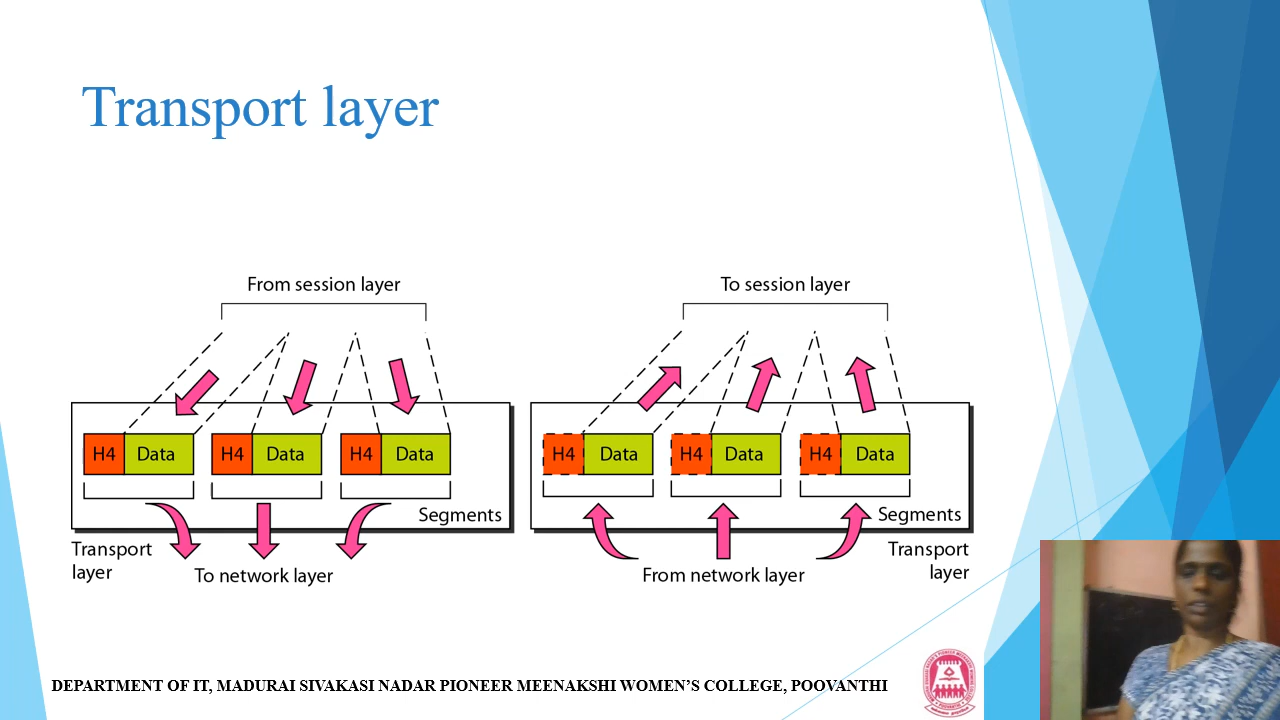 Transport layer
From session layer
To session layer
H4 Data H4 Data H4 Data
H4 Data H4 Data H4 Data
Segments
Segments
Transport
layer
To network layer
From network layer
Transport
layer
DEPARTMENT OF IT, MADURAI SIVAKASI NADAR PIONEER MEENAKSHI WOMEN’S COLLEGE, POOVANTHI